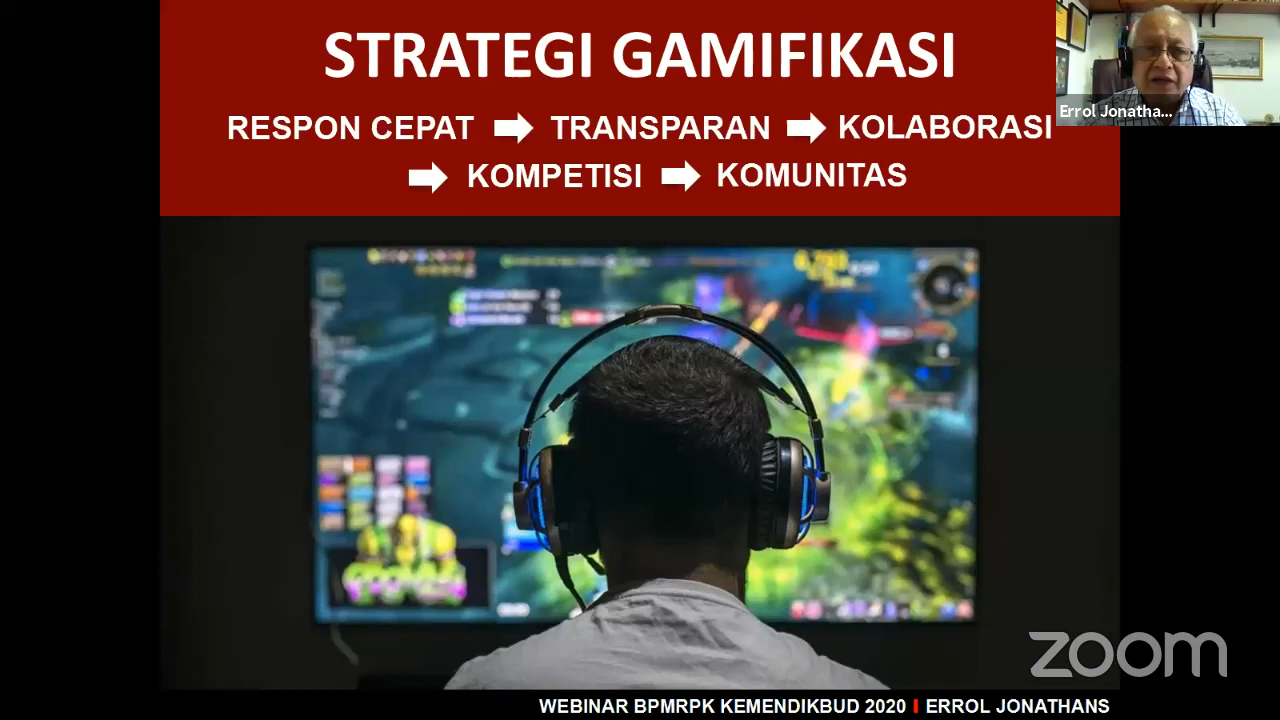 STRATEGI GAMIFIKASI
RESPON CEPAT TRANSPARAN KOLABORASI
KOMPETISI KOMUNITAS
Errol Jonatha...
zoom
WEBINAR BPMRPK KEMENDIKBUD 2020 I ERROL JONATHANS